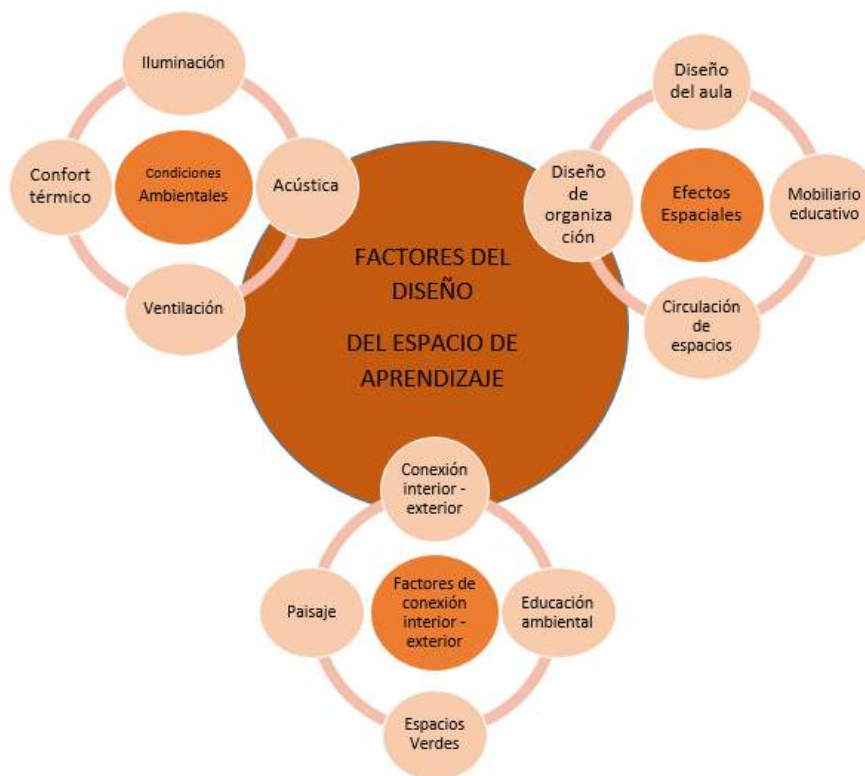 Iluminación
Confort
térmico
Condiciones
Ambientales
Acústica
Ventilación
Diseño
del aula
Diseño
de
organiza
ción
Efectos
Espaciales
Mobiliario
educativo
Circulación
de
espacios
FACTORES DEL
DISEÑO
DEL ESPACIO DE
APRENDIZAJE
Conexión
interior -
exterior
Paisaje
Factores de
conexión
interior -
exterior
Educación
ambiental
Espacios
Verdes